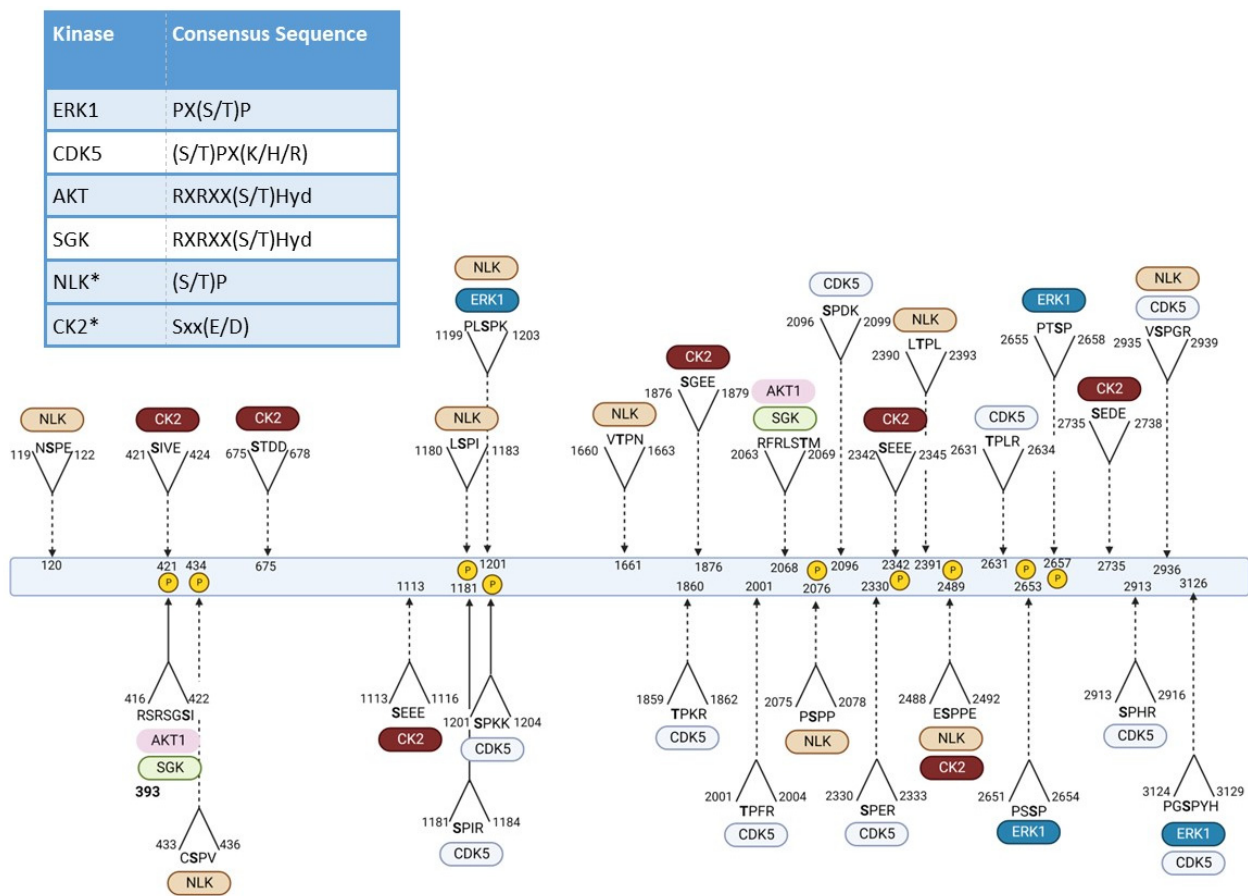 Kinase Consensus Sequence
ERK1 PX(S/T)P
CDK5 (S/T)PX(K/H/R)
AKT RXRXX(S/T)Hyd
SGK RXRXX(S/T)Hyd
NLK* (S/T)P
CK2* Sxx(E/D)
NLK
ERK1
PLSPK
1199 1203
CDK5
SPDK
2096 2099
NLK
LTPL
2390 2393
ERK1
PTSP
2655 2658
NLK
CDK5
VSPGR
2935 2939
CK2
SGEE
1876 1879
AKT1
SGK
RFRLSTM
2063 2069
CK2
SEDE
2735 2738
NLK
NSPE
119 122
CK2
SIVE
421 424
CK2
STDD
675 678
NLK
LSPI
1180 1183
NLK
VTPN
1660 1663
CK2
SEEE
2342 2345
CDK5
TPLR
2631 2634
120 421 434 675 1201 1661 1876 2068 P 2096 2342 2391 P 2631 P 2657 2735 2936
P P 1113 P 1181 P 1860 2001 2076 2330 P 2489 2653 P 2913 3126
416 422
RSRSGSI
AKT1
SGK
393
433 436
CSPV
NLK
1113 1116
SEEE
CK2
1201 1204
SPKK
CDK5
1181 1184
SPIR
CDK5
1859 1862
TPKR
CDK5
2001 2004
TPFR
CDK5
2075 2078
PSPP
NLK
2330 2333
SPER
CDK5
2488 2492
ESPPE
NLK
CK2
2651 2654
PSSP
ERK1
2913 2916
SPHR
CDK5
3124 3129
PGSPYH
ERK1
CDK5